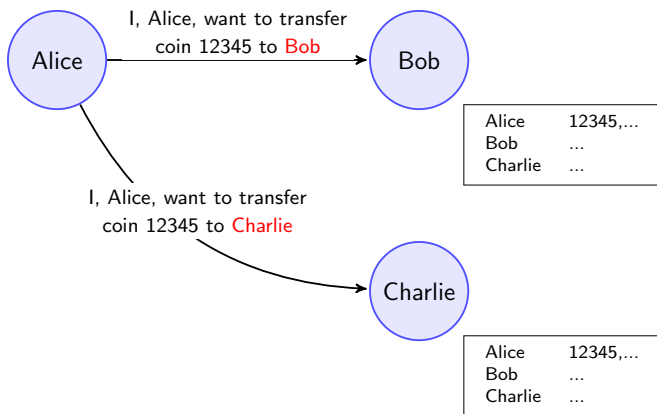 I, Alice, want to transfer
coin 12345 to Bob
Alice
Bob
Alice 12345,...
Bob ...
Charlie ...
I, Alice, want to transfer
coin 12345 to Charlie
Charlie
Alice 12345,...
Bob ...
Charlie ...